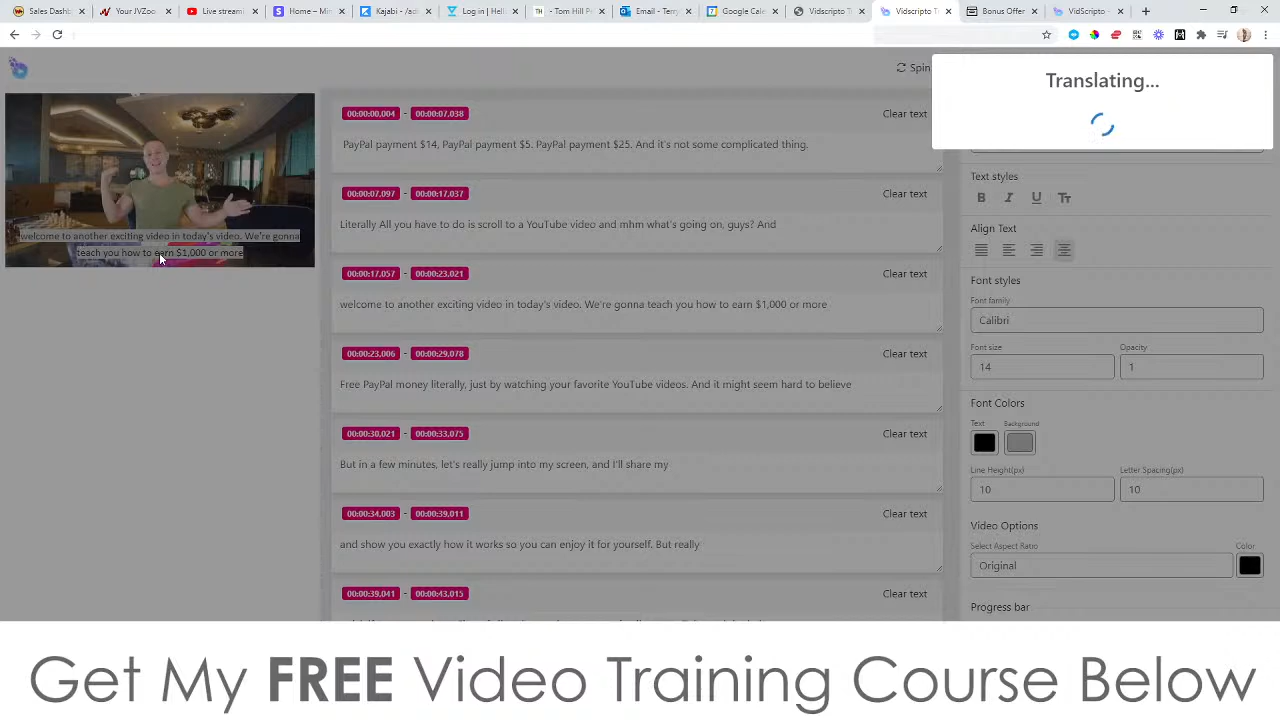 Sales Dashb
Your JVZoo
Live streami
Home – Min
Kajabi - /ad
Log in | Hell
- Tom Hill P
Email - Terry
Google Cale
Vidscripto T
Vidscripto T
Bonus Offer
VidScripto -
Spin
Translating...
welcome to another exciting video in today's video. We're gonna
teach you how to earn $1,000 or more
00:00:00,004 - 00:00:07,038
Clear text
PayPal payment $14, PayPal payment $5. PayPal payment $25. And it's not some complicated thing.
00:00:07,097 - 00:00:17,037
Clear text
Literally All you have to do is scroll to a YouTube video and mhm what's going on, guys? And
00:00:17,057 - 00:00:23,021
Clear text
welcome to another exciting video in today's video. We're gonna teach you how to earn $1,000 or more
00:00:23,006 - 00:00:29,078
Clear text
Free PayPal money literally, just by watching your favorite YouTube videos. And it might seem hard to believe
00:00:30,021 - 00:00:33,075
Clear text
But in a few minutes, let's really jump into my screen, and I'll share my
00:00:34,003 - 00:00:39,011
Clear text
and show you exactly how it works so you can enjoy it for yourself. But really
00:00:39,041 - 00:00:43,015
Clear text
Text styles
B I U TT
Align Text
Font styles
Font family
Calibri
Font size
Opacity
14
1
Font Colors
Text
Background
Line Height(px)
Letter Spacing(px)
10
10
Video Options
Select Aspect Ratio
Color
Original
Progress bar
Get My FREE Video Training Course Below